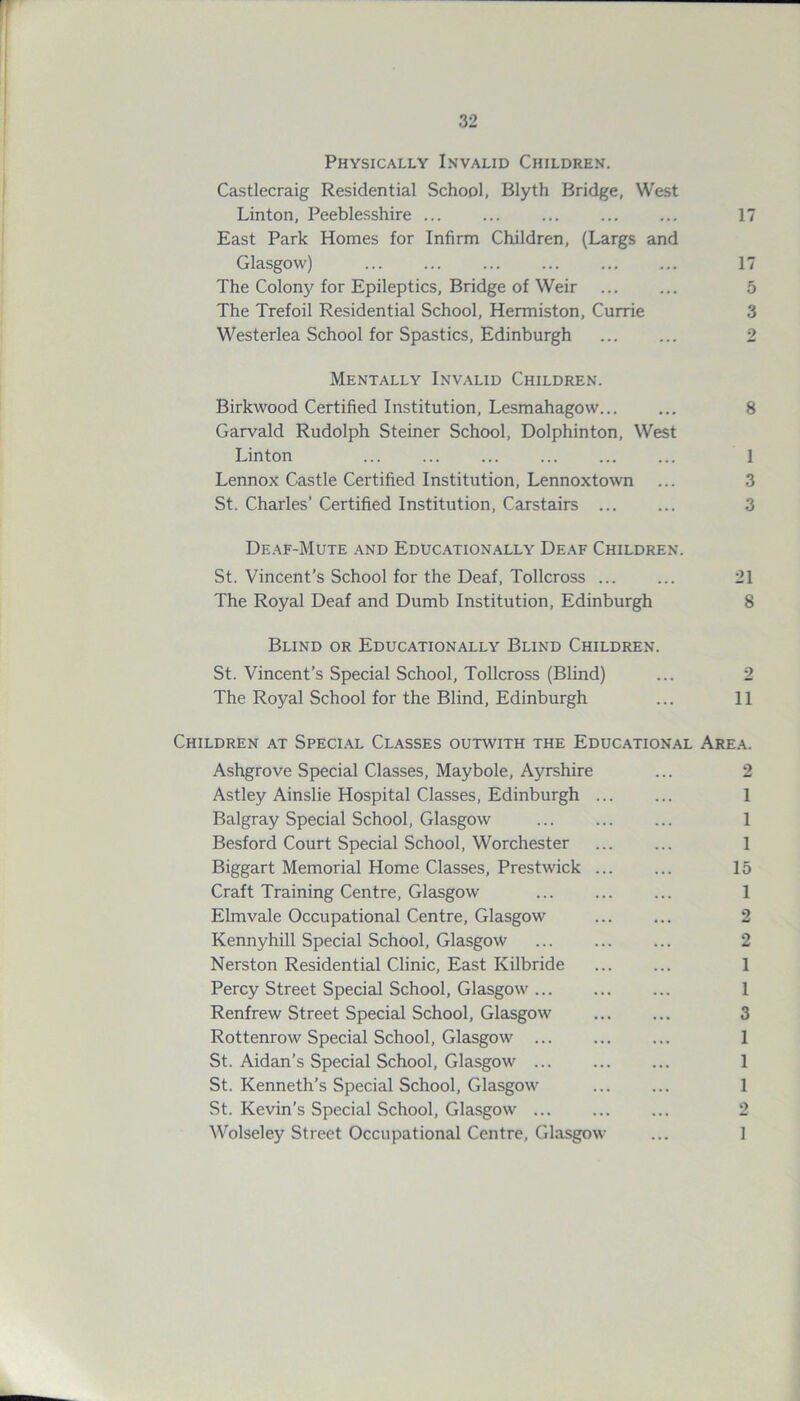 32
Physically Invalid Children.
Castlecraig Residential School, Blyth Bridge, West
Linton, Peeblesshire ... ... ... ... ... 17
East Park Homes for Infirm Children, (Largs and
Glasgow) ... ... ... ... ... ... 17
The Colony for Epileptics, Bridge of Weir ... ... 5
The Trefoil Residential School, Hermiston, Currie 3
Westerlea School for Spastics, Edinburgh ... ... 2
Mentally Invalid Children.
Birkwood Certified Institution, Lesmahagow... ... 8
Garvald Rudolph Steiner School, Dolphinton, West
Linton ... ... ... ... ... ... 1
Lennox Castle Certified Institution, Lennoxtown ... 3
St. Charles' Certified Institution, Carstairs ... ... 3
Deaf-Mute and Educationally Deaf Children.
St. Vincent's School for the Deaf, Tollcross ... ... 21
The Royal Deaf and Dumb Institution, Edinburgh 8
Blind or Educationally Blind Children.
St. Vincent's Special School, Tollcross (Blind) ... 2
The Royal School for the Blind, Edinburgh ... 11
Children at Special Classes outwith the Educational Area.
Ashgrove Special Classes, Maybole, Ayrshire ... 2
Astley Ainslie Hospital Classes, Edinburgh ... ... 1
Balgray Special School, Glasgow ... ... ... 1
Besford Court Special School, Worchester ... ... 1
Biggart Memorial Home Classes, Prestwick ... ... 15
Craft Training Centre, Glasgow ... ... ... 1
Elmvale Occupational Centre, Glasgow ... ... 2
Kennyhill Special School, Glasgow ... ... ... 2
Nerston Residential Clinic, East Kilbride ... ... 1
Percy Street Special School, Glasgow ... ... ... 1
Renfrew Street Special School, Glasgow ... ... 3
Rottenrow Special School, Glasgow ... ... ... 1
St. Aidan's Special School, Glasgow ... ... ... 1
St. Kenneth's Special School, Glasgow ... ... 1
St. Kevin's Special School, Glasgow ... ... ... 2
Wolseley Street Occupational Centre, Glasgow ... 1